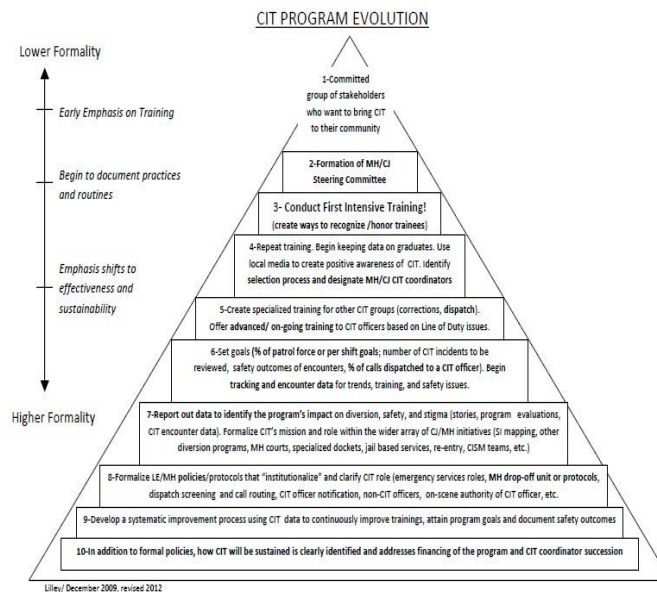 CIT PROGRAM EVOLUTION
Lower Formality
Early Emphasis on Training
Begin to document practices
and routines
Emphasis shifts to
effectiveness and
sustainability
Higher Formality
1-Committed
group of stakeholders
who want to bring CIT
to their community
2-Formation of MH/CJ
Steering Committee
3- Conduct First Intensive Training!
(create ways to recognize /honor trainees)
4-Repeat training. Begin keeping data on graduates. Use
local media to create positive awareness of CIT. Identify
selection process and designate MH/CJ CIT coordinators
5-Create specialized training for other CIT groups (corrections, dispatch).
Offer advanced/ on-going training to CIT officers based on Line of Duty issues.
6-Set goals (% of patrol force or per shift goals; number of CIT incidents to be
reviewed, safety outcomes of encounters, % of calls dispatched to a CIT officer). Begin
tracking and encounter data for trends, training, and safety issues.
7-Report out data to identify the program's impact on diversion, safety, and stigma (stories, program evaluations,
CIT encounter data). Formalize CIT's mission and role within the wider array of CJ/MH initiatives (SI mapping, other
diversion programs, MH courts, specialized dockets, jail based services, re-entry, CISM teams, etc.)
8-Formalize LE/MH policies/protocols that "institutionalize" and clarify CIT role (emergency services roles, MH drop-off unit or protocols,
dispatch screening and call routing, CIT officer notification, non-CIT officers, on-scene authority of CIT officer, etc.
9-Develop a systematic improvement process using CIT data to continuously improve trainings, attain program goals and document safety outcomes
10-In addition to formal policies, how CIT will be sustained is clearly identified and addresses financing of the program and CIT coordinator succession
Lilley/ December 2009, revised 2012